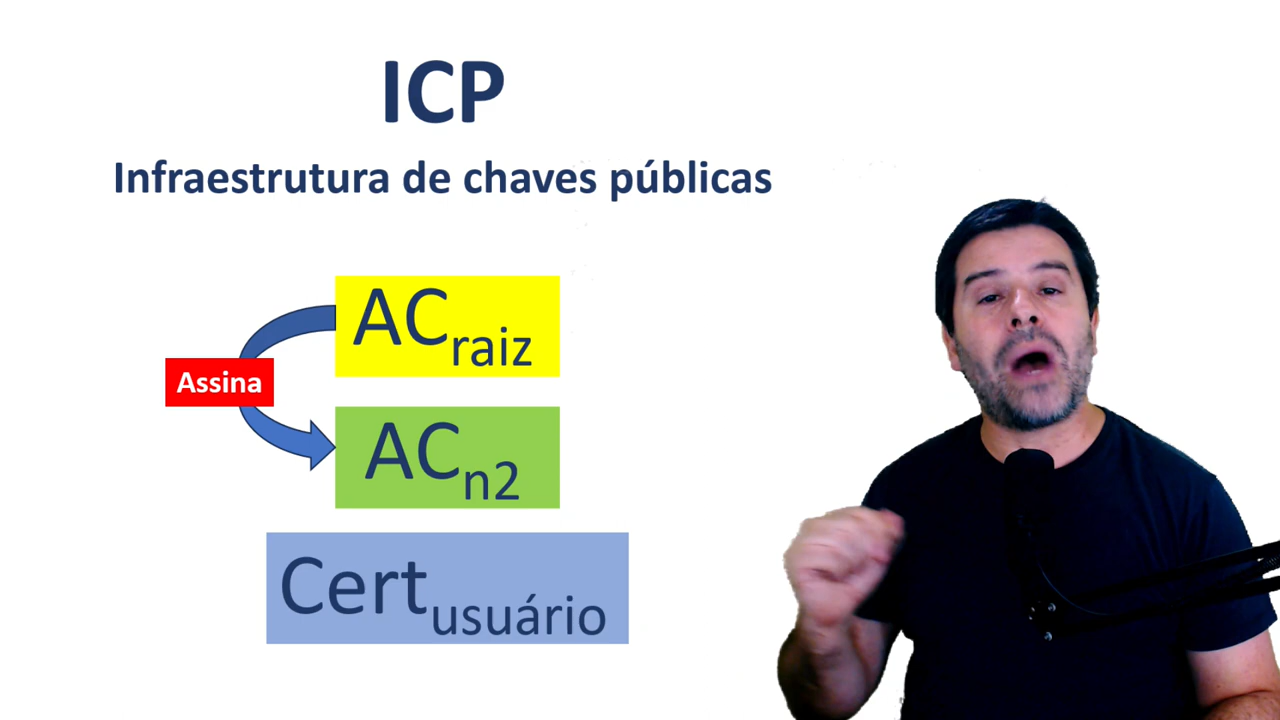 ICP
Infraestrutura de chaves públicas
ACraiz
Assina
ACn2
Certusuário